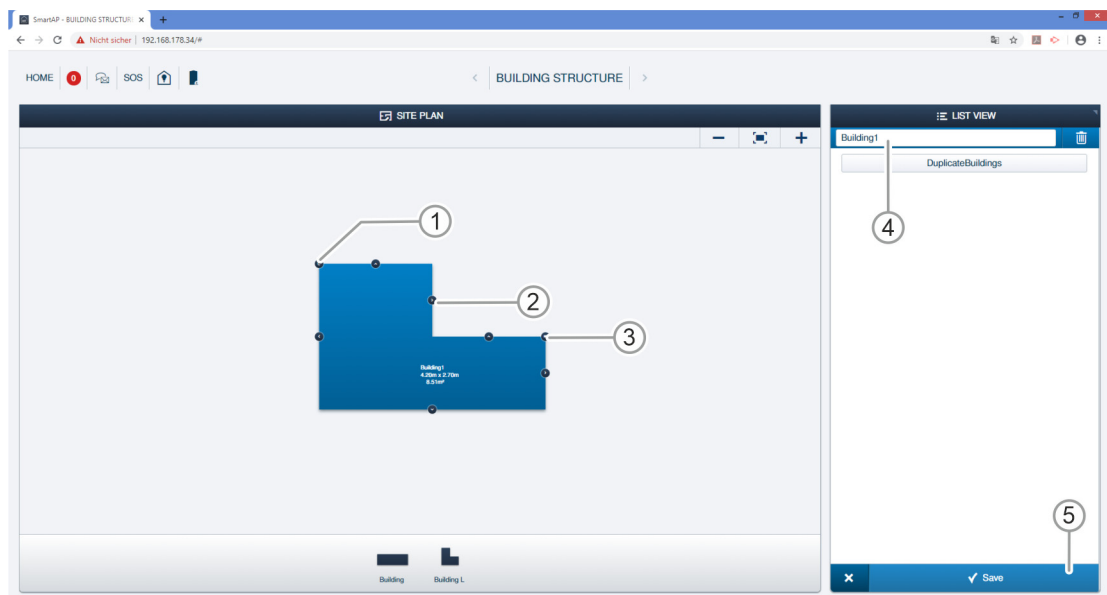 SmartAP - BUILDING STRUCTUR
Nicht sicher | 192.168.178.34/#
HOME 0 SOS BUILDING STRUCTURE
SITE PLAN
LIST VIEW
Building1
DuplicateBuildings
1
4
2
3
Building1
4.20m x 2.70m
8.51m²
5
Building Building L
Save